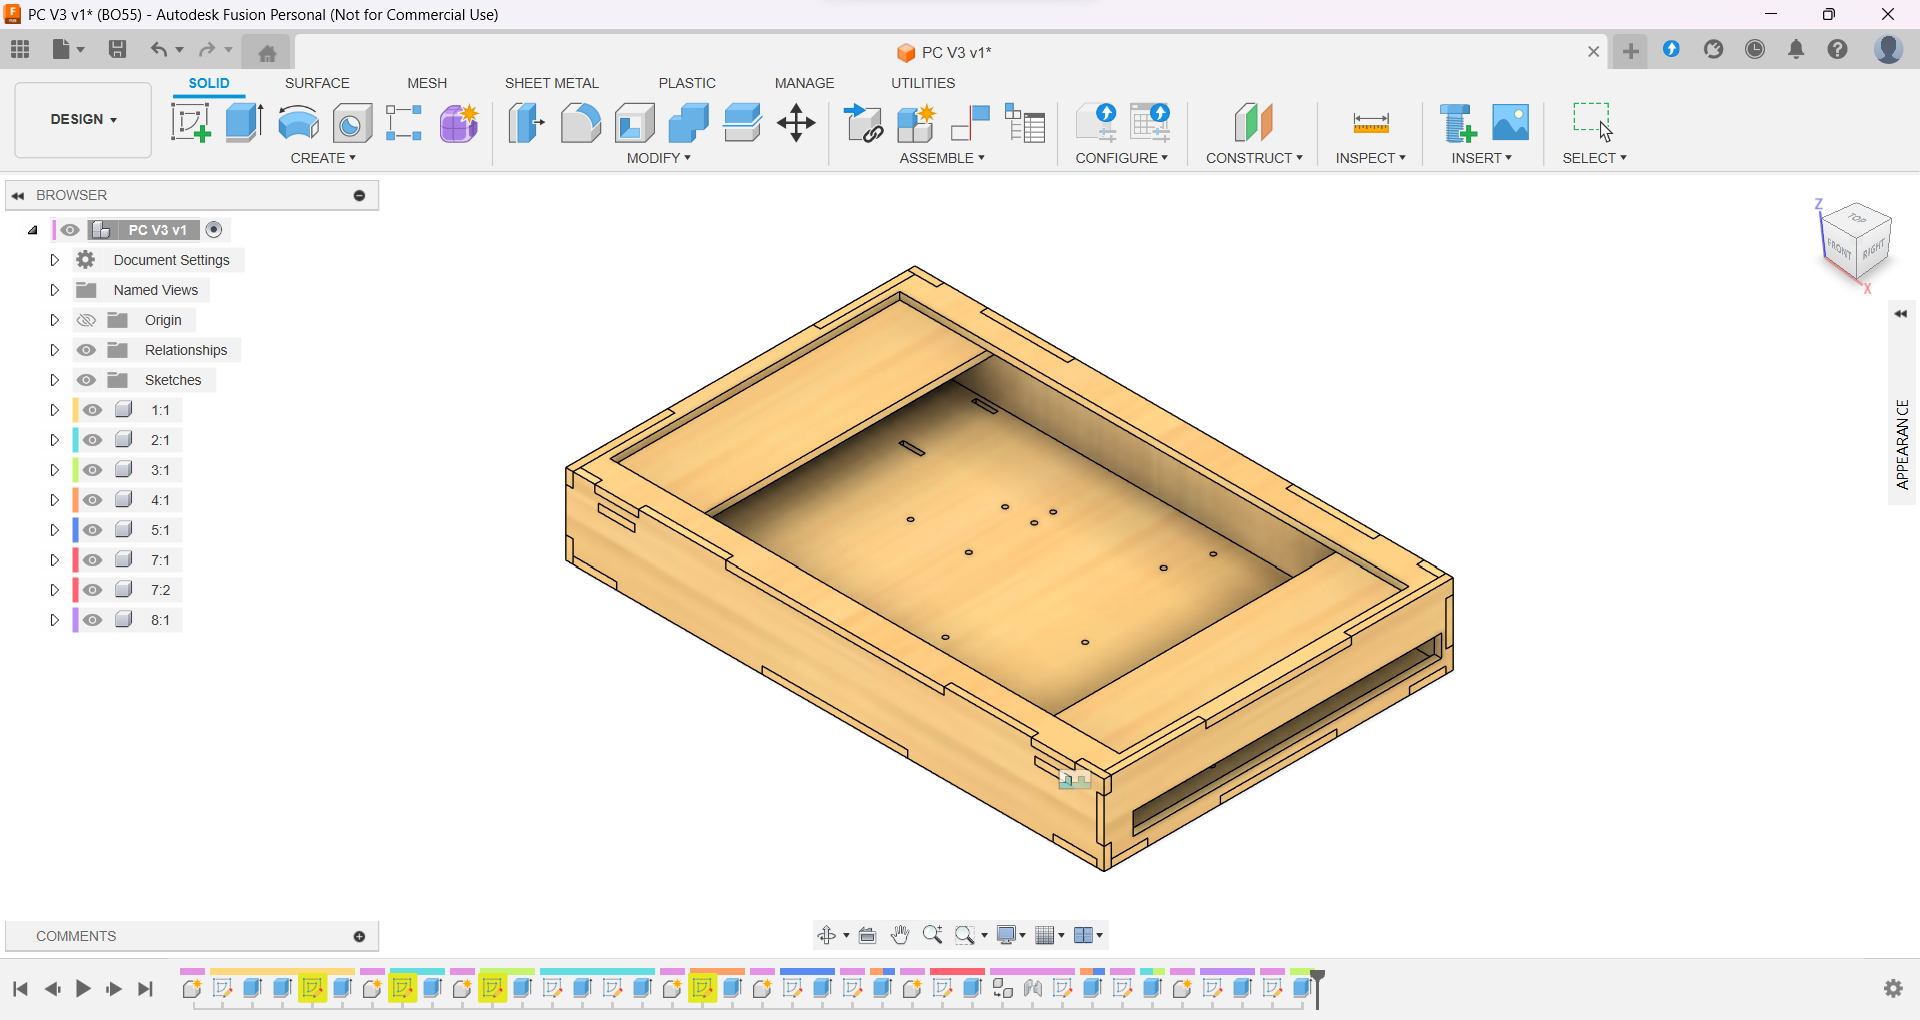 PC V3 v1* (BO55) - Autodesk Fusion Personal (Not for Commercial Use)
PC V3 v1*
DESIGN
SOLID
SURFACE
MESH
SHEET METAL
PLASTIC
MANAGE
UTILITIES
CREATE
MODIFY
ASSEMBLE
CONFIGURE
CONSTRUCT
INSPECT
INSERT
SELECT
BROWSER
PC V3 v1
Document Settings
Named Views
Origin
Relationships
Sketches
1:1
2:1
3:1
4:1
5:1
7:1
7:2
8:1
Z
TOP
FRONT
RIGHT
X
APPEARANCE
COMMENTS